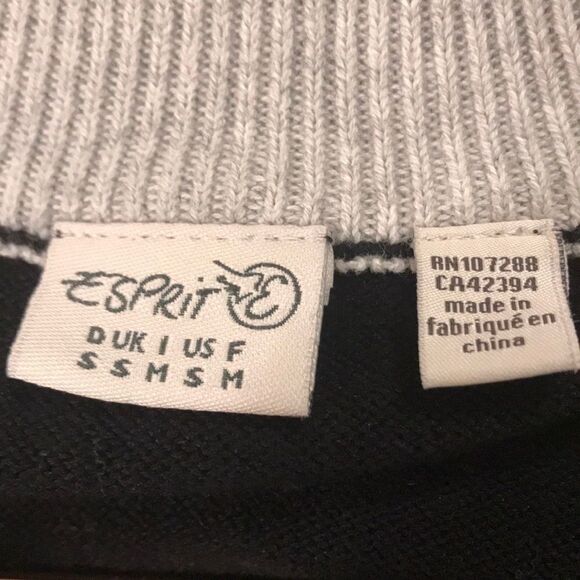 ESPRIT E
D UK I US F
S S M S M
RN107288
CA42394
made in
fabriqué en
china